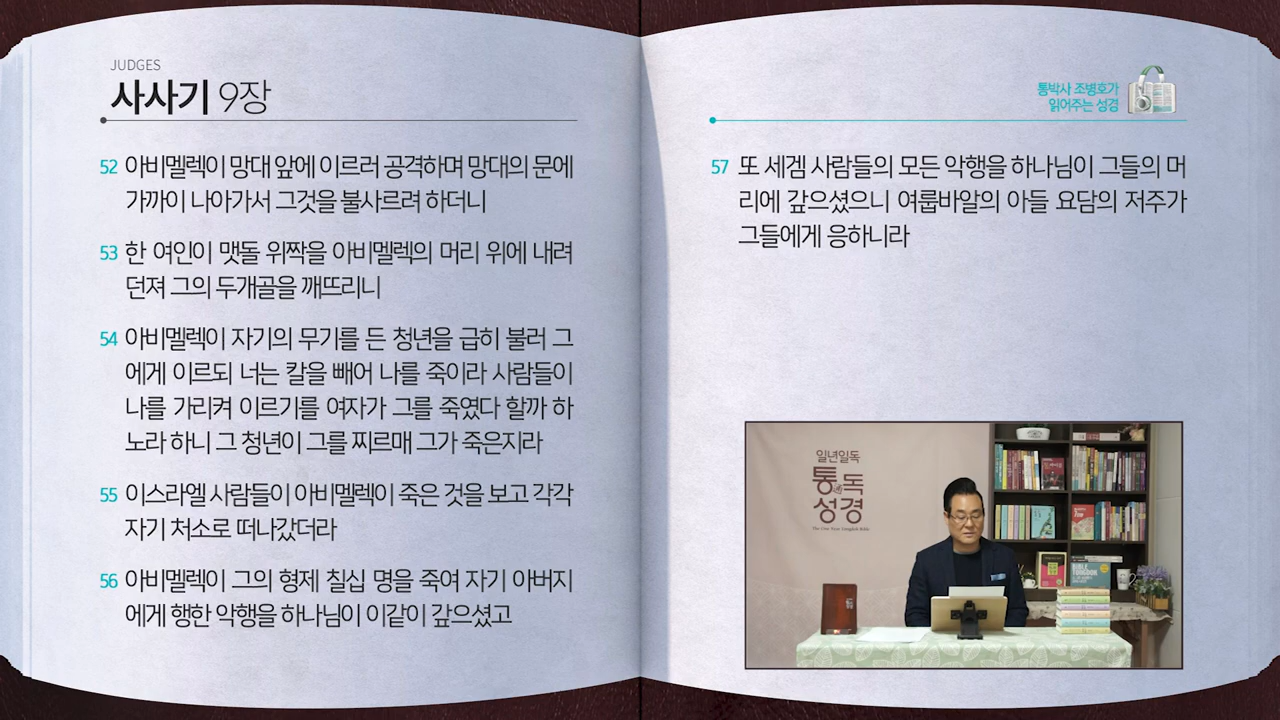 JUDGES
사사기 9장
52 아비멜렉이 망대 앞에 이르러 공격하며 망대의 문에
가까이 나아가서 그것을 불사르려 하더니
53 한 여인이 맷돌 위짝을 아비멜렉의 머리 위에 내려
던져 그의 두개골을 깨뜨리니
54 아비멜렉이 자기의 무기를 든 청년을 급히 불러 그
에게 이르되 너는 칼을 빼어 나를 죽이라 사람들이
나를 가리켜 이르기를 여자가 그를 죽였다 할까 하
노라 하니 그 청년이 그를 찌르매 그가 죽은지라
55 이스라엘 사람들이 아비멜렉이 죽은 것을 보고 각각
자기 처소로 떠나갔더라
56 아비멜렉이 그의 형제 칠십 명을 죽여 자기 아버지
에게 행한 악행을 하나님이 이같이 갚으셨고
통박사 조병호가
읽어주는 성경
57 또 세겜 사람들의 모든 악행을 하나님이 그들의 머
리에 갚으셨으니 여룹바알의 아들 요담의 저주가
그들에게 응하니라
일년일독
통독
성경
The One Year Tongdok Bible